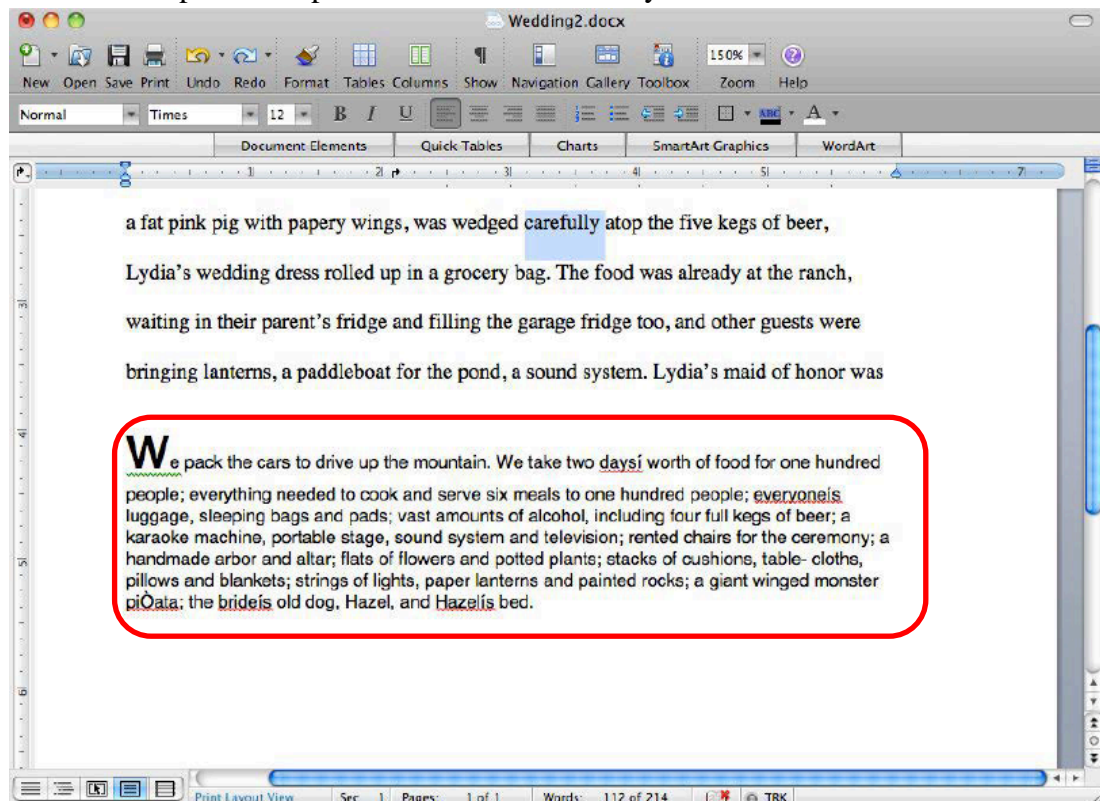 Wedding2.docx
150%
New Open Save Print Undo Redo Format Tables Columns Show Navigation Gallery Toolbox Zoom Help
Normal Times 12 B I U ABC A
Document Elements Quick Tables Charts SmartArt Graphics WordArt
1 2 3 4 5 7
a fat pink pig with papery wings, was wedged carefully atop the five kegs of beer,
Lydia’s wedding dress rolled up in a grocery bag. The food was already at the ranch,
waiting in their parent’s fridge and filling the garage fridge too, and other guests were
bringing lanterns, a paddleboat for the pond, a sound system. Lydia’s maid of honor was
We pack the cars to drive up the mountain. We take two daysí worth of food for one hundred
people; everything needed to cook and serve six meals to one hundred people; everyoneís
luggage, sleeping bags and pads; vast amounts of alcohol, including four full kegs of beer; a
karaoke machine, portable stage, sound system and television; rented chairs for the ceremony; a
handmade arbor and altar; flats of flowers and potted plants; stacks of cushions, table- cloths,
pillows and blankets; strings of lights, paper lanterns and painted rocks; a giant winged monster
piÒata; the brideís old dog, Hazel, and Hazelís bed.
Print Layout View Sec 1 Pages: 1 of 1 Words: 112 of 214 TRK